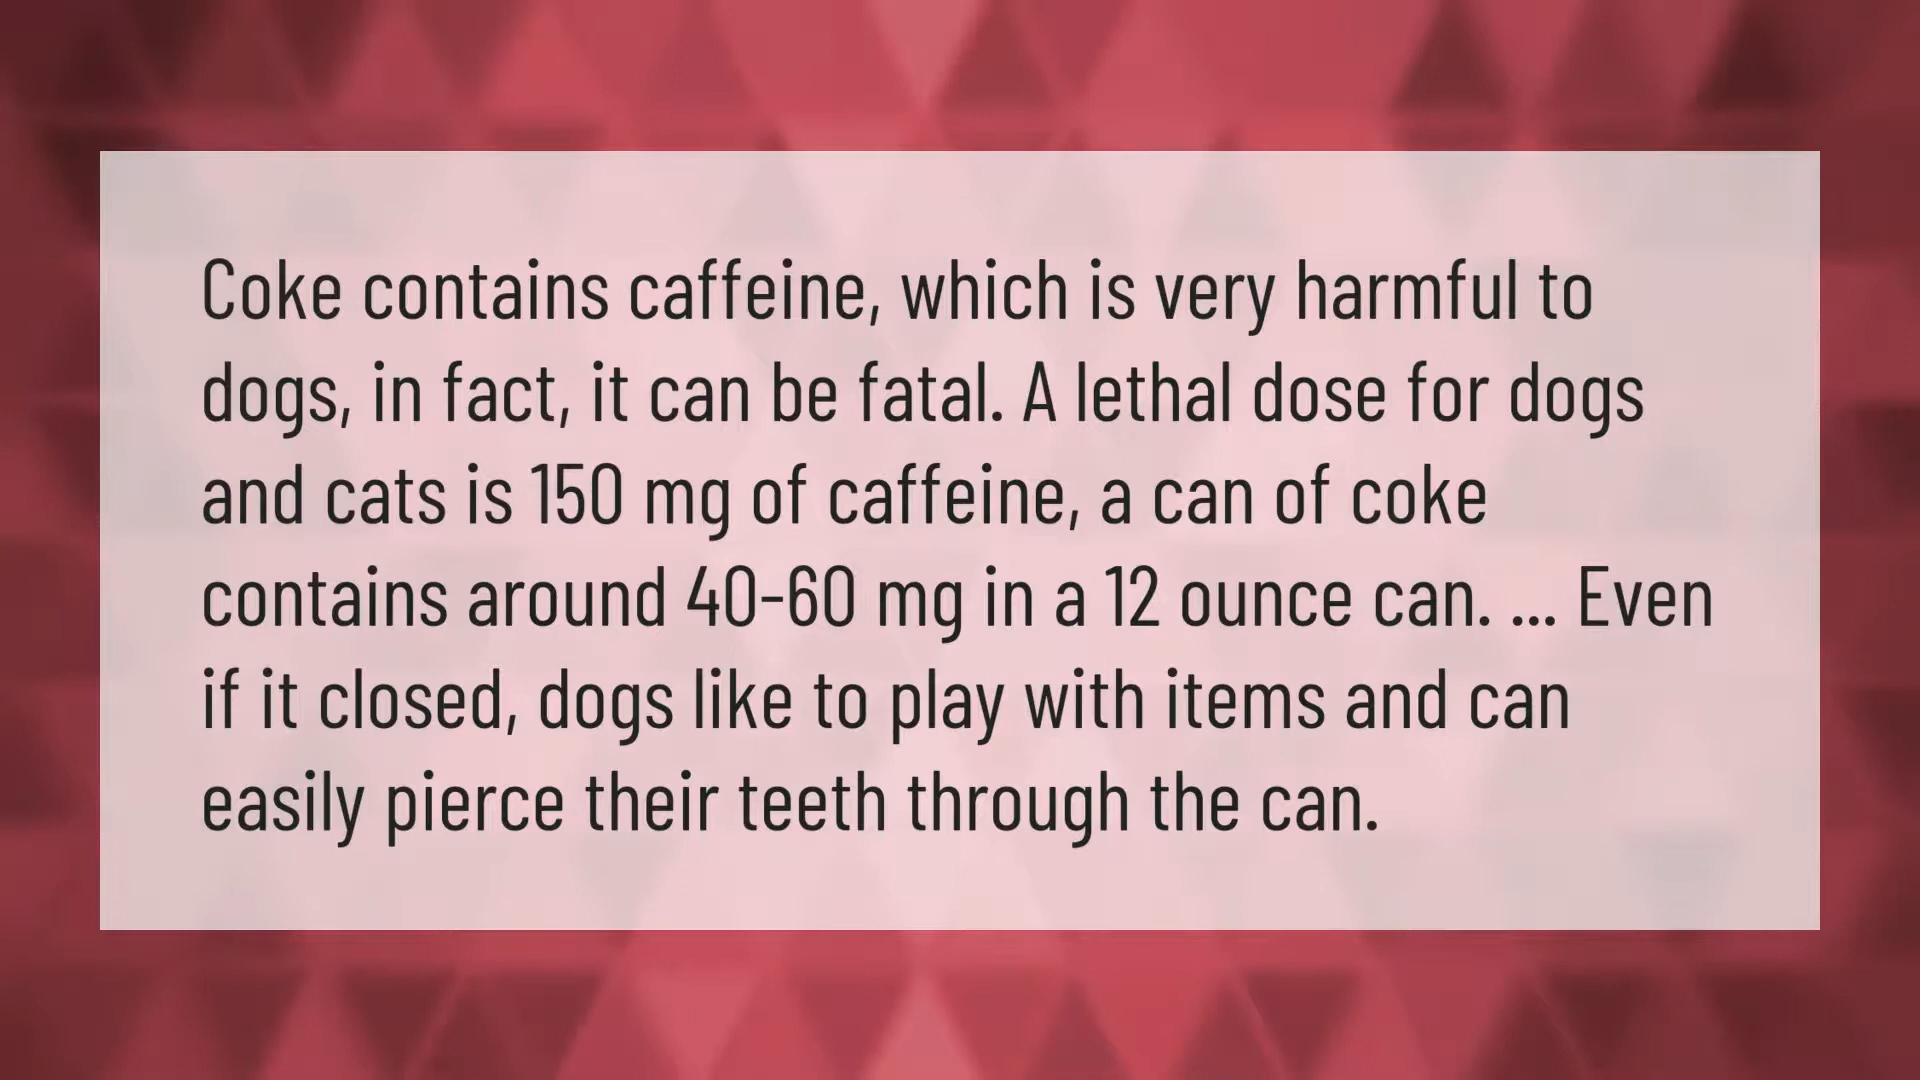 Coke contains caffeine, which is very harmful to
dogs, in fact, it can be fatal. A lethal dose for dogs
and cats is 150 mg of caffeine, a can of coke
contains around 40-60 mg in a 12 ounce can. ... Even
if it closed, dogs like to play with items and can
easily pierce their teeth through the can.